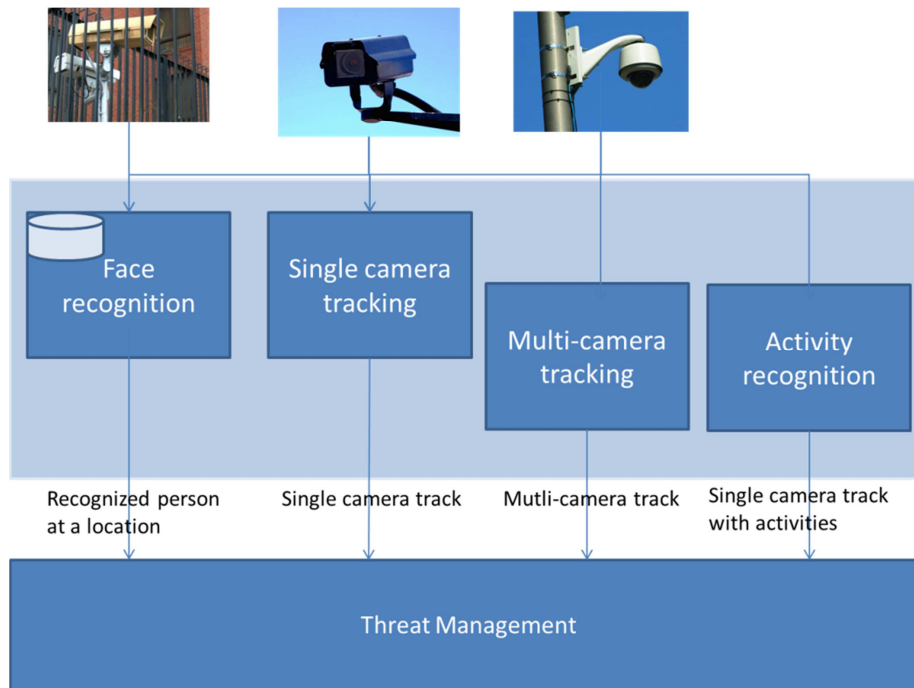 Face
recognition
Single camera
tracking
Multi-camera
tracking
Activity
recognition
Recognized person
at a location
Single camera track
Mutli-camera track
Single camera track
with activities
Threat Management